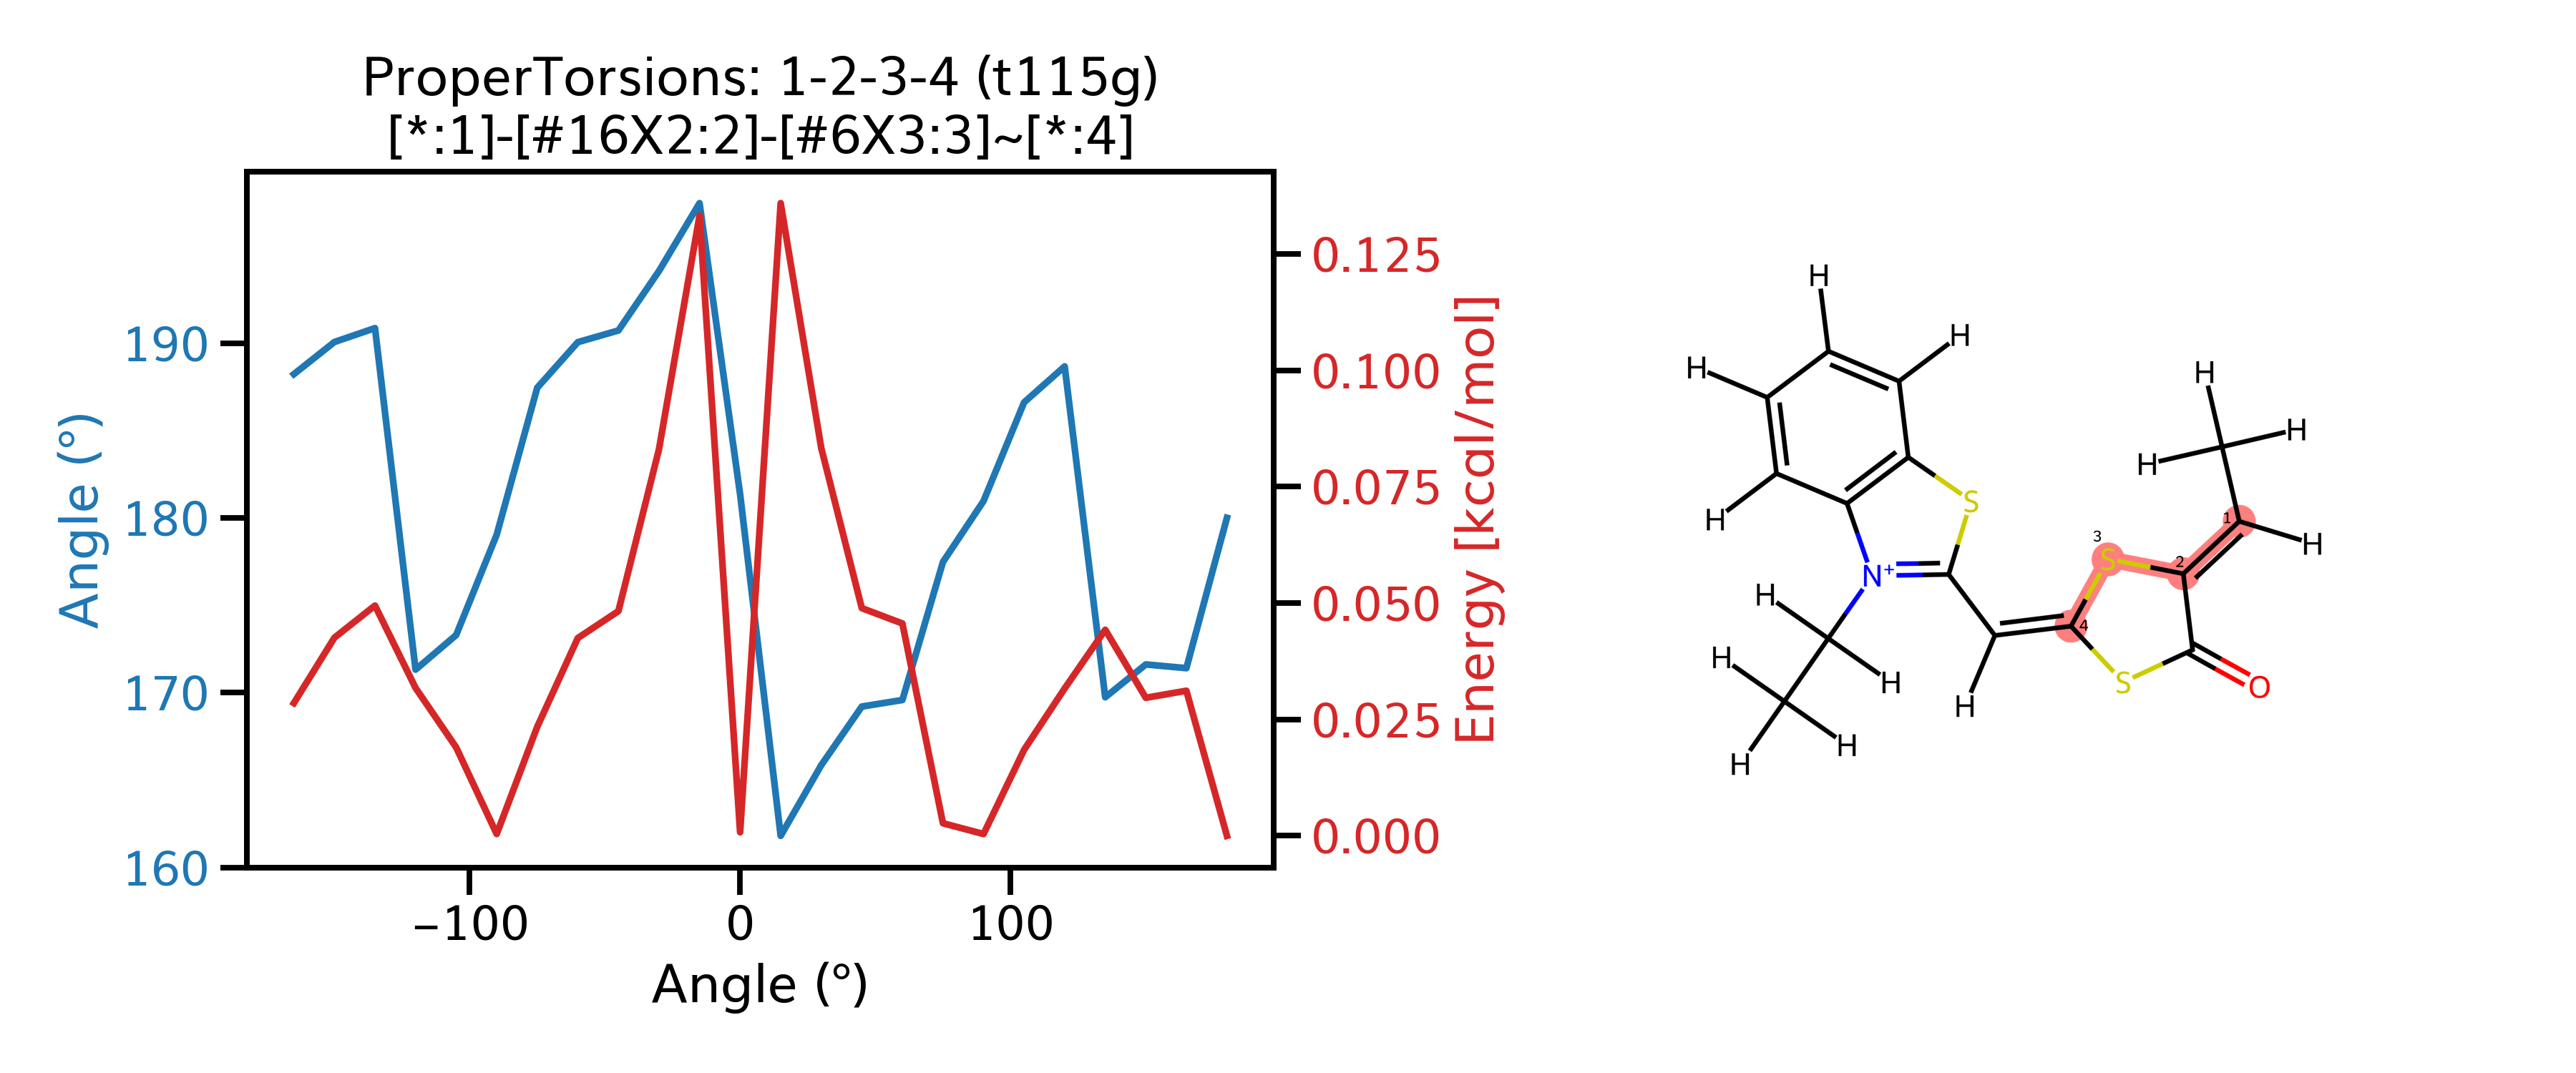 ProperTorsions: 1-2-3-4 (t115g)
[*:1]-[#16X2:2]-[#6X3:3]~[*:4]
190
180
170
160
Angle (°)
−100
0
100
Angle (°)
0.125
0.100
0.075
0.050
0.025
0.000
Energy [kcal/mol]
H
H
H
H
H
H
H
S
H
1
H
3
S
2
N+
H
4
H
H
S
O
H
H
H